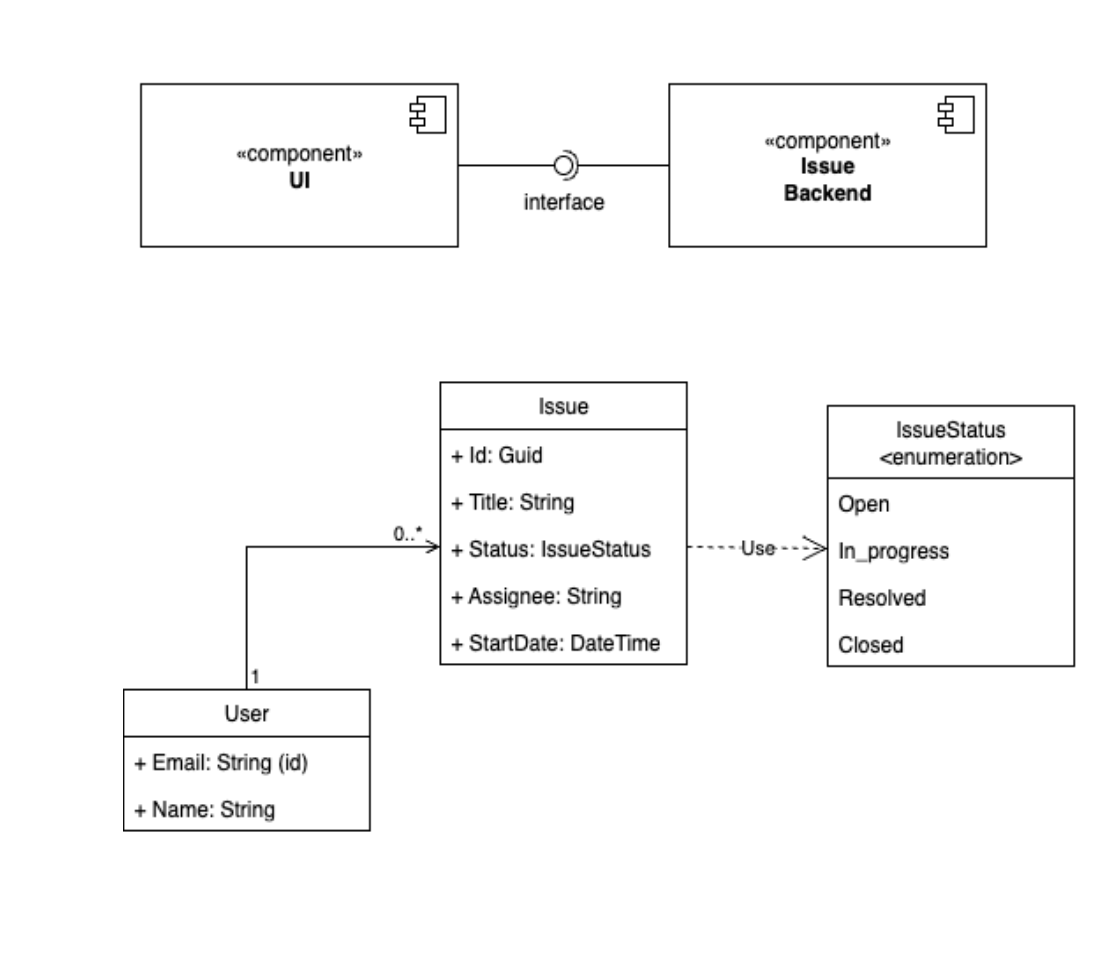 «component»
UI
«component»
Issue
Backend
interface
Issue
+ Id: Guid
+ Title: String
+ Status: IssueStatus
+ Assignee: String
+ StartDate: DateTime
0..*
Use
IssueStatus
<enumeration>
Open
In_progress
Resolved
Closed
1
User
+ Email: String (id)
+ Name: String